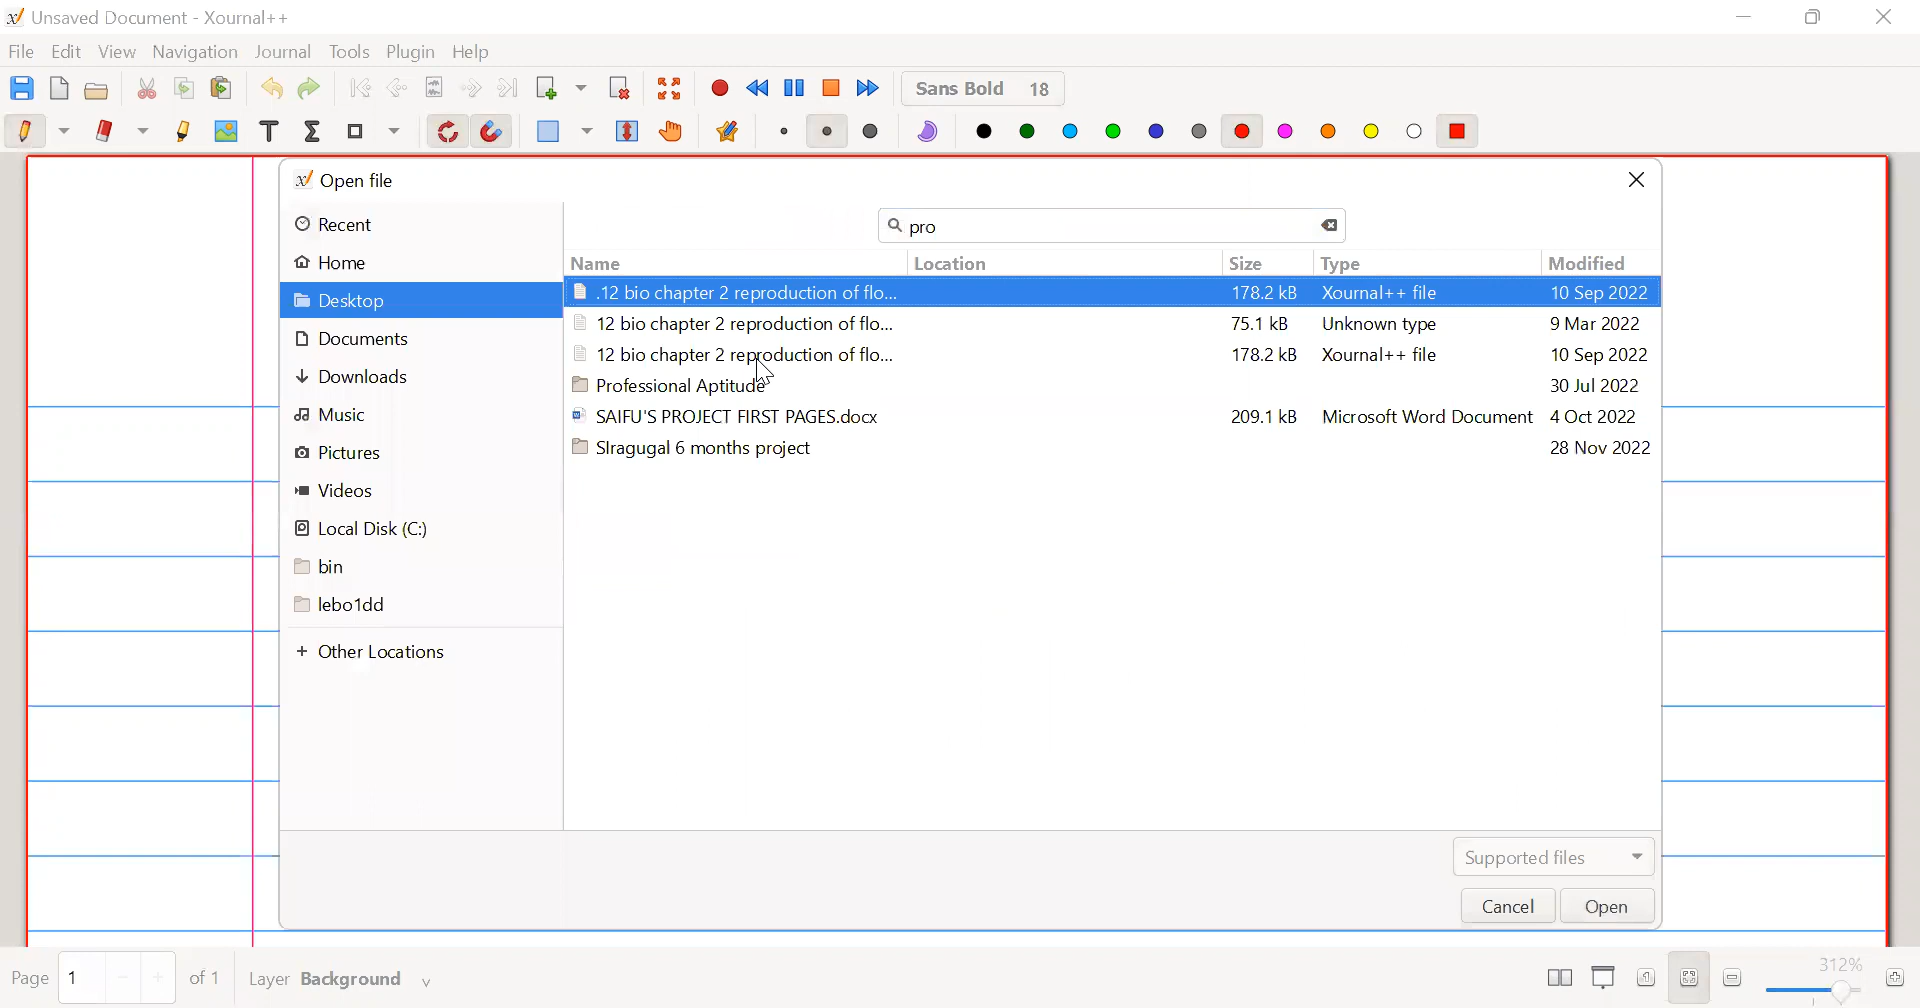 Unsaved Document - Xournal++
File Edit View Navigation Journal Tools Plugin Help
Sans Bold 18
Open file
Recent
Home
Desktop
Documents
Downloads
Music
Pictures
Videos
Local Disk (C:)
bin
lebo1dd
+ Other Locations
pro
Name Location Size Type Modified
.12 bio chapter 2 reproduction of flo... 178.2 kB Xournal++ file 10 Sep 2022
12 bio chapter 2 reproduction of flo... 75.1 kB Unknown type 9 Mar 2022
12 bio chapter 2 reproduction of flo... 178.2 kB Xournal++ file 10 Sep 2022
Professional Aptitude 30 Jul 2022
SAIFU'S PROJECT FIRST PAGES.docx 209.1 kB Microsoft Word Document 4 Oct 2022
SIragugal 6 months project 28 Nov 2022
Supported files
Cancel Open
Page 1 of 1 Layer Background 312%